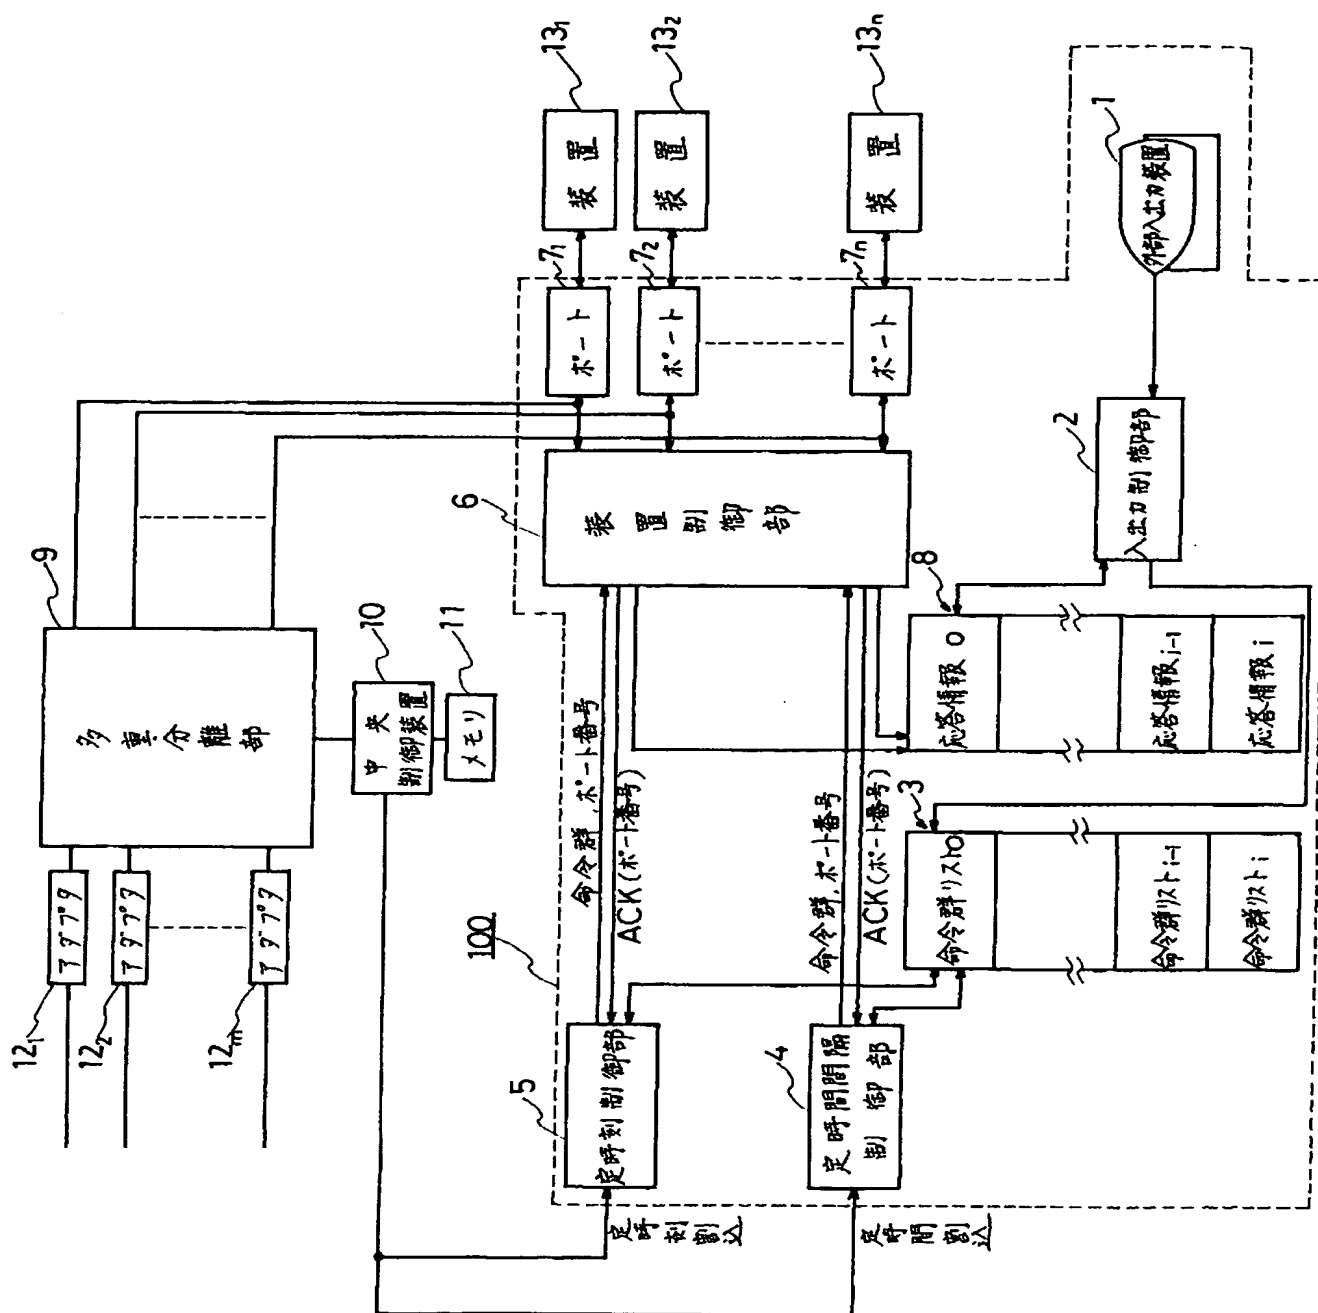 12₁
アダプタ
12₂
アダプタ
12m
アダプタ
9
多重分離部
10
中央
制御装置
11
メモリ
100
5
定時刻制御部
定時刻割込
4
定時間間隔
制御部
定時間割込
命令群,ポート番号
ACK(ポート番号)
命令群,ポート番号
ACK(ポート番号)
6
装置制御部
7₁
ポート
7₂
ポート
7n
ポート
13₁
装置
13₂
装置
13n
装置
3
命令群リスト0
命令群リストi-1
命令群リストi
8
応答情報0
応答情報j-1
応答情報i
2
入出力制御部
1
外部入出力装置